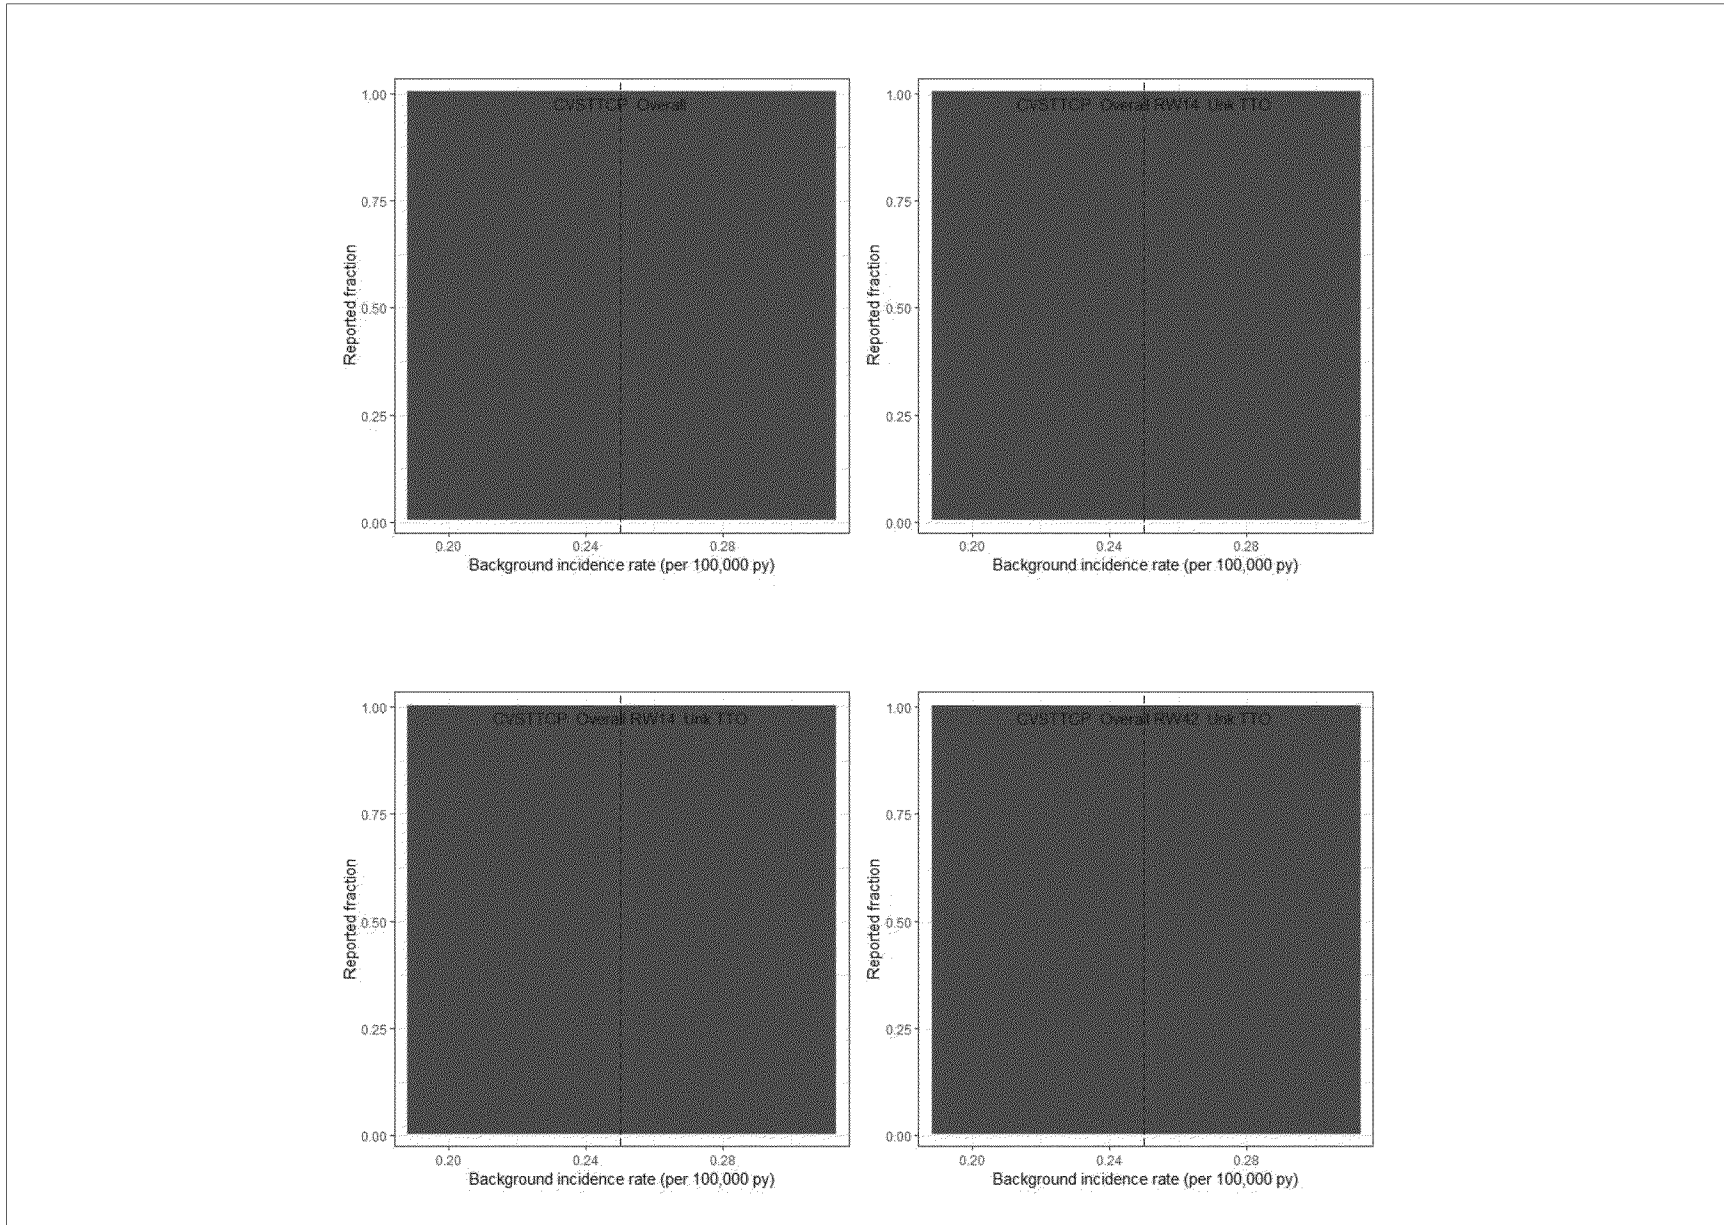 CVSTTCP Overall
1.00
0.75
0.50
0.25
0.00
Reported fraction
0.20 0.24 0.28
Background incidence rate (per 100,000 py)
CVSTTCP Overall RW14 Unk TTO
1.00
0.75
0.50
0.25
0.00
Reported fraction
0.20 0.24 0.28
Background incidence rate (per 100,000 py)
CVSTTCP Overall RW14 Unk TTO
1.00
0.75
0.50
0.25
0.00
Reported fraction
0.20 0.24 0.28
Background incidence rate (per 100,000 py)
CVSTTCP Overall RW42 Unk TTO
1.00
0.75
0.50
0.25
0.00
Reported fraction
0.20 0.24 0.28
Background incidence rate (per 100,000 py)